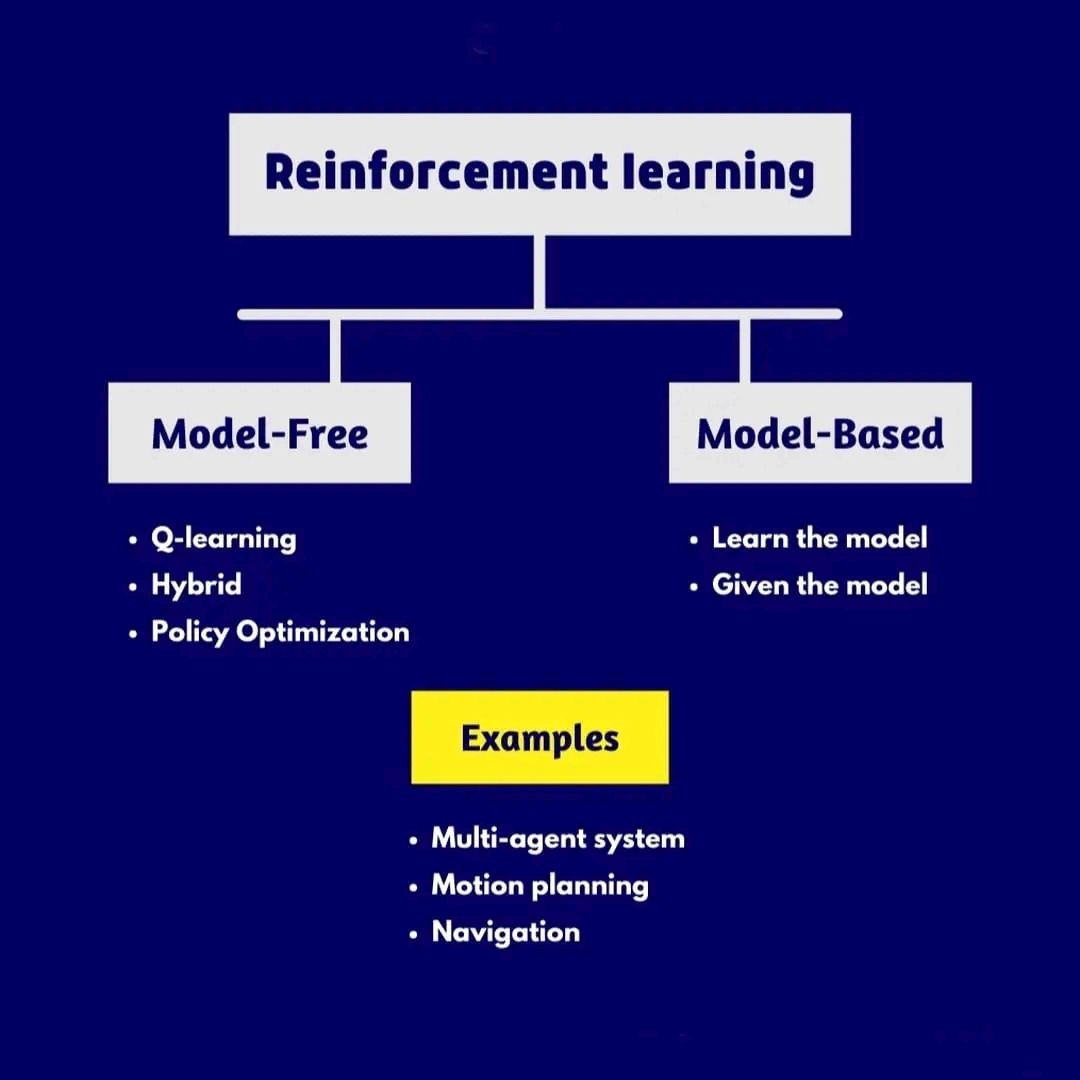 Reinforcement learning
Model-Free
Model-Based
• Q-learning
• Hybrid
• Policy Optimization
• Learn the model
• Given the model
Examples
• Multi-agent system
• Motion planning
• Navigation